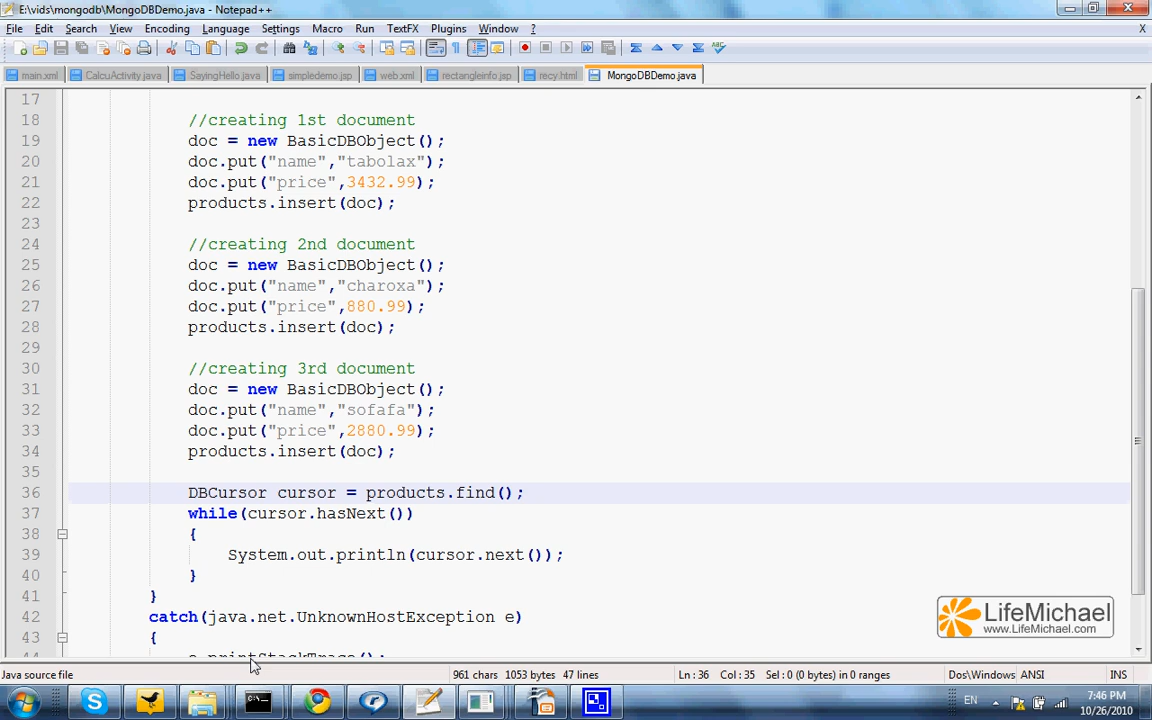 E:\vids\mongodb\MongoDBDemo.java - Notepad++
File Edit Search View Encoding Language Settings Macro Run TextFX Plugins Window ? X
main.xml CalcuActivity.java SayingHello.java simpledemo.jsp web.xml rectangleinfo.jsp recy.html MongoDBDemo.java
17
18 //creating 1st document
19 doc = new BasicDBObject();
20 doc.put("name","tabolax");
21 doc.put("price",3432.99);
22 products.insert(doc);
23
24 //creating 2nd document
25 doc = new BasicDBObject();
26 doc.put("name","charoxa");
27 doc.put("price",880.99);
28 products.insert(doc);
29
30 //creating 3rd document
31 doc = new BasicDBObject();
32 doc.put("name","sofafa");
33 doc.put("price",2880.99);
34 products.insert(doc);
35
36 DBCursor cursor = products.find();
37 while(cursor.hasNext())
38 {
39 System.out.println(cursor.next());
40 }
41 }
42 catch(java.net.UnknownHostException e)
43 {
44 e.printStackTrace();
LifeMichael
www.LifeMichael.com
Java source file 961 chars 1053 bytes 47 lines Ln : 36 Col : 35 Sel : 0 (0 bytes) in 0 ranges Dos\Windows ANSI INS
EN 7:46 PM
10/26/2010